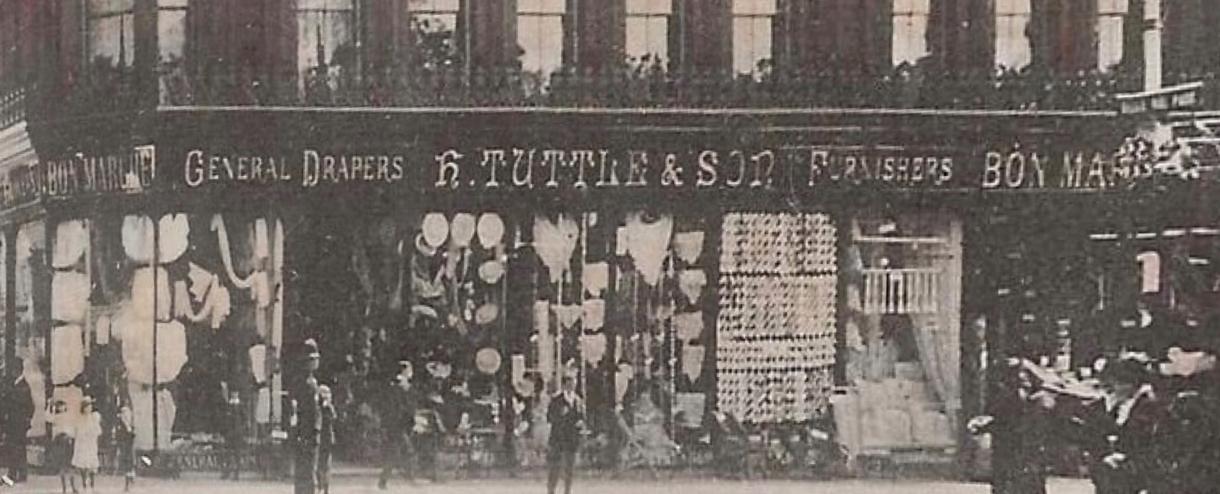 BON MARCHE GENERAL DRAPERS H. TUTTLE & SON FURNISHERS BON MAR